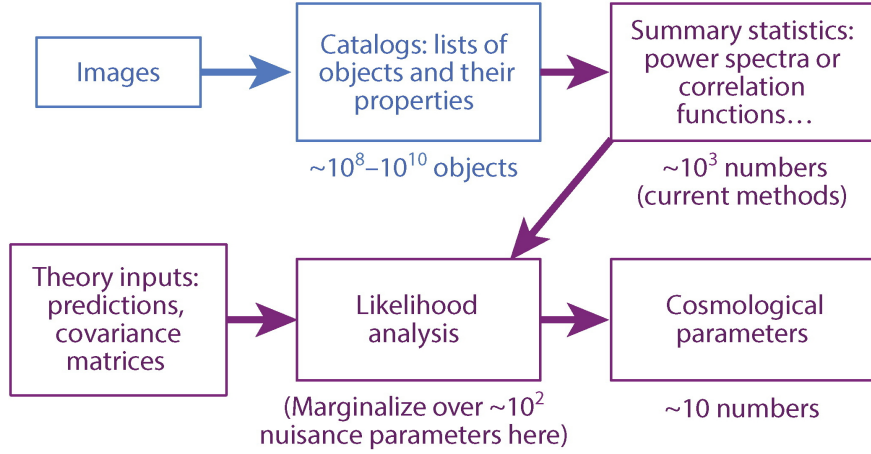 Images
Catalogs: lists of
objects and their
properties
~10⁸–10¹⁰ objects
Summary statistics:
power spectra or
correlation
functions…
~10³ numbers
(current methods)
Theory inputs:
predictions,
covariance
matrices
Likelihood
analysis
(Marginalize over ~10²
nuisance parameters here)
Cosmological
parameters
~10 numbers